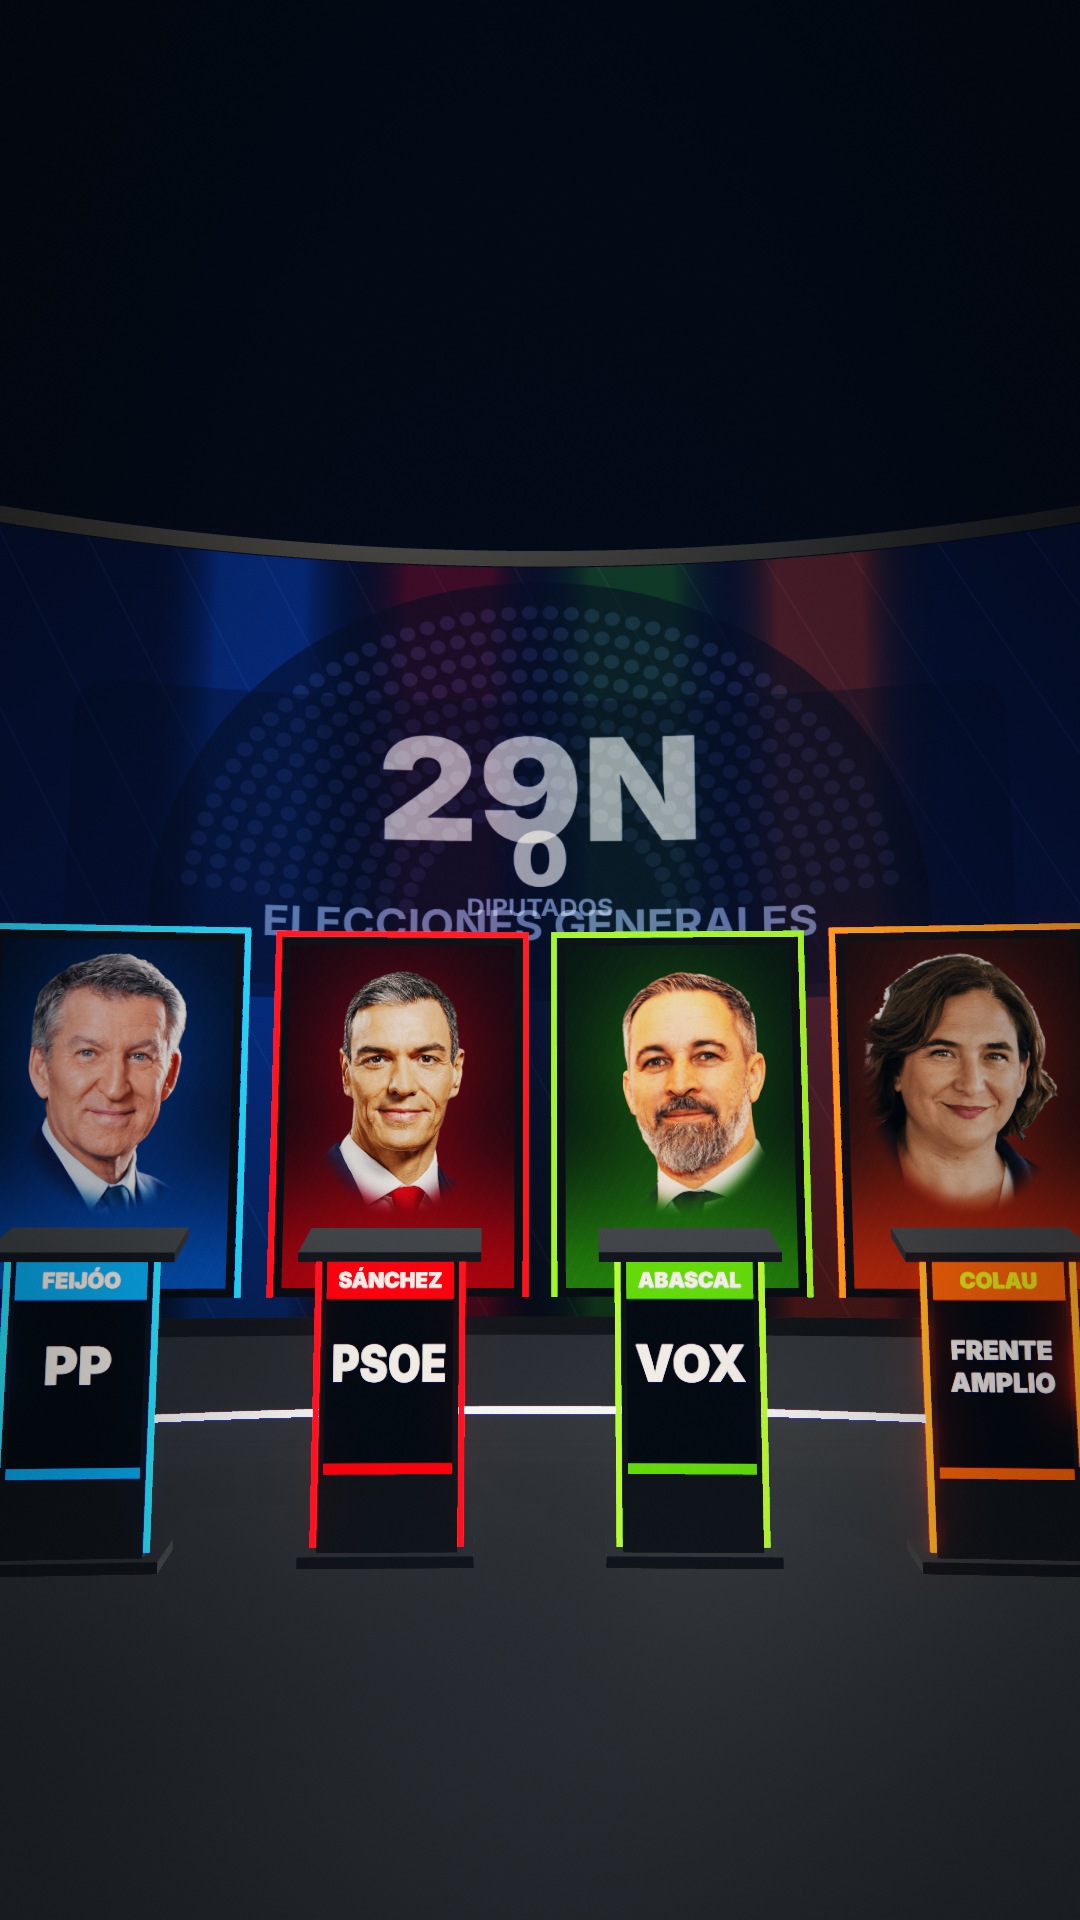 29N
0
DIPUTADOS
ELECCIONES GENERALES
FEIJÓO
SÁNCHEZ
ABASCAL
COLAU
PP
PSOE
VOX
FRENTE
AMPLIO